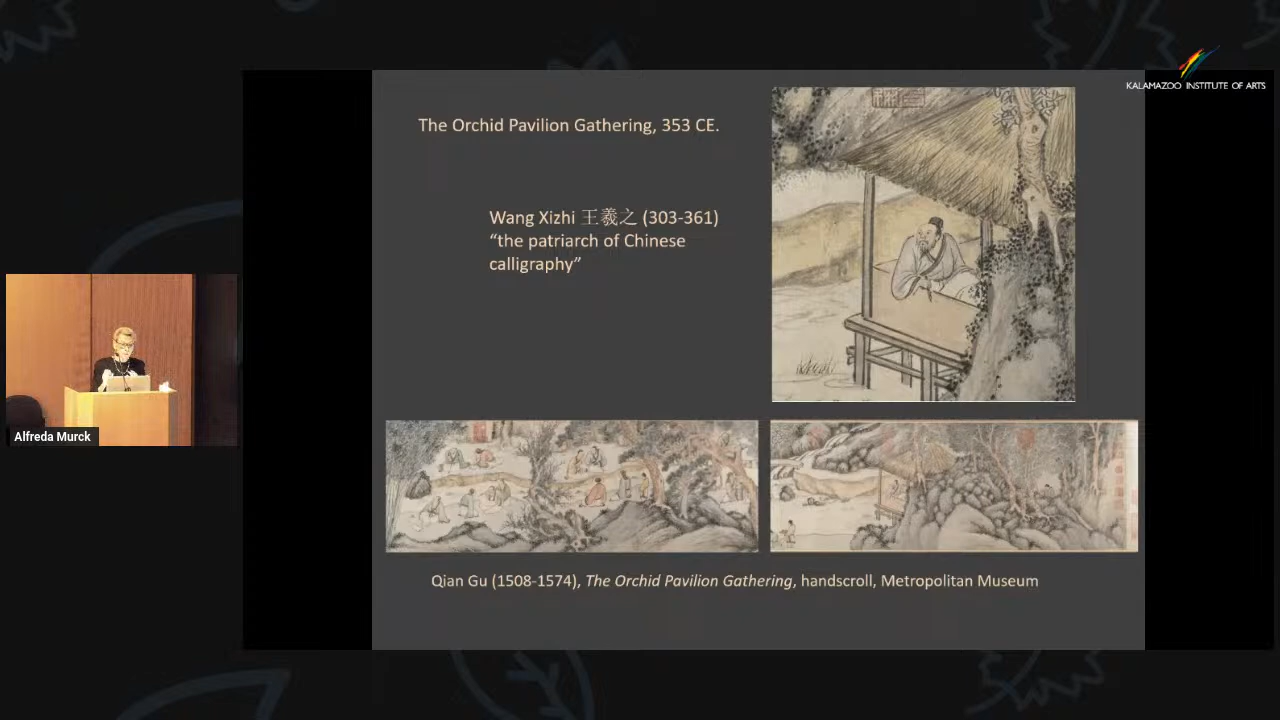 KALAMAZOO INSTITUTE OF ARTS
The Orchid Pavilion Gathering, 353 CE.
Wang Xizhi 王羲之 (303-361)
“the patriarch of Chinese
calligraphy”
Alfreda Murck
Qian Gu (1508-1574), The Orchid Pavilion Gathering, handscroll, Metropolitan Museum